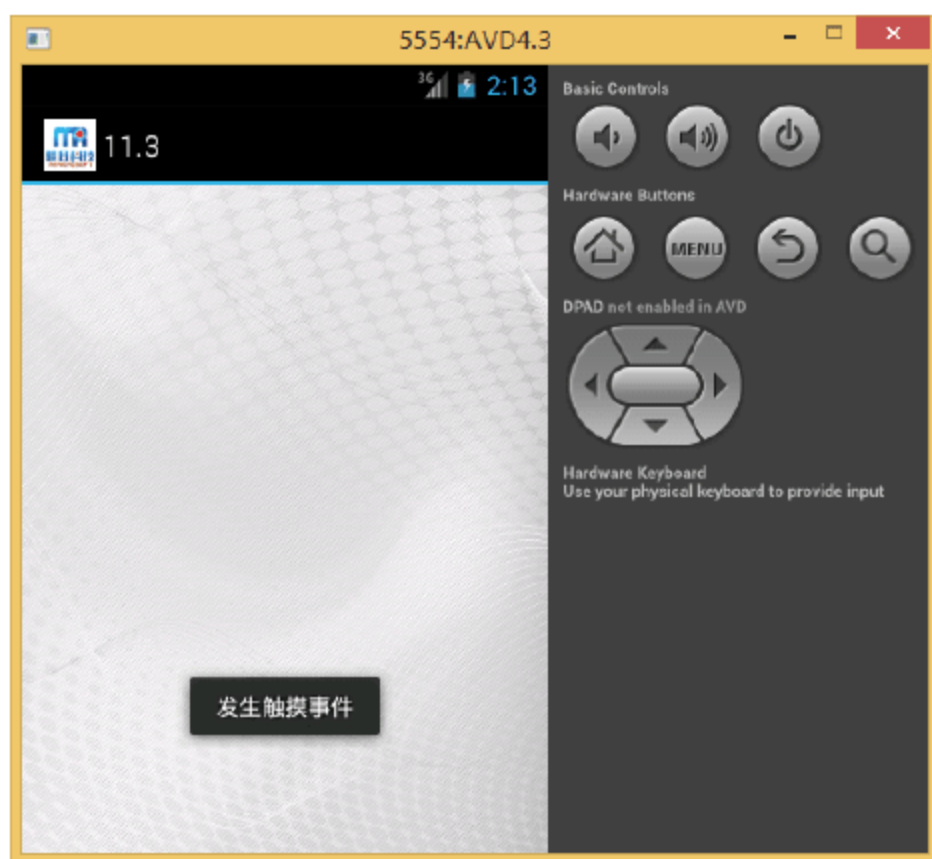 5554:AVD4.3
3G
2:13
11.3
发生触摸事件
Basic Controls
Hardware Buttons
MENU
DPAD not enabled in AVD
Hardware Keyboard
Use your physical keyboard to provide input